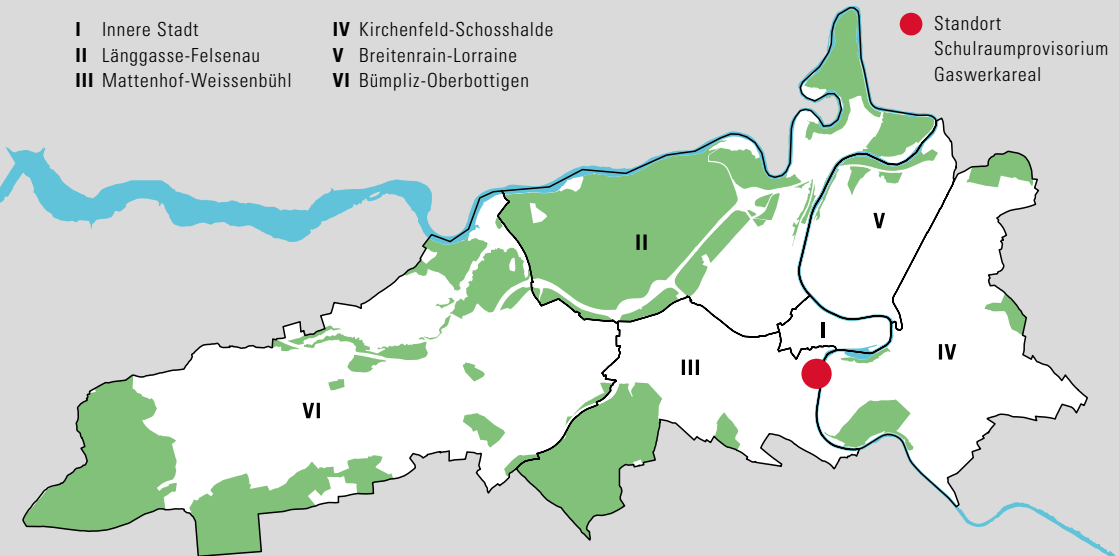 I Innere Stadt
II Länggasse-Felsenau
III Mattenhof-Weissenbühl
IV Kirchenfeld-Schosshalde
V Breitenrain-Lorraine
VI Bümpliz-Oberbottigen
Standort
Schulraumprovisorium
Gaswerkareal
II
V
I
IV
III
VI